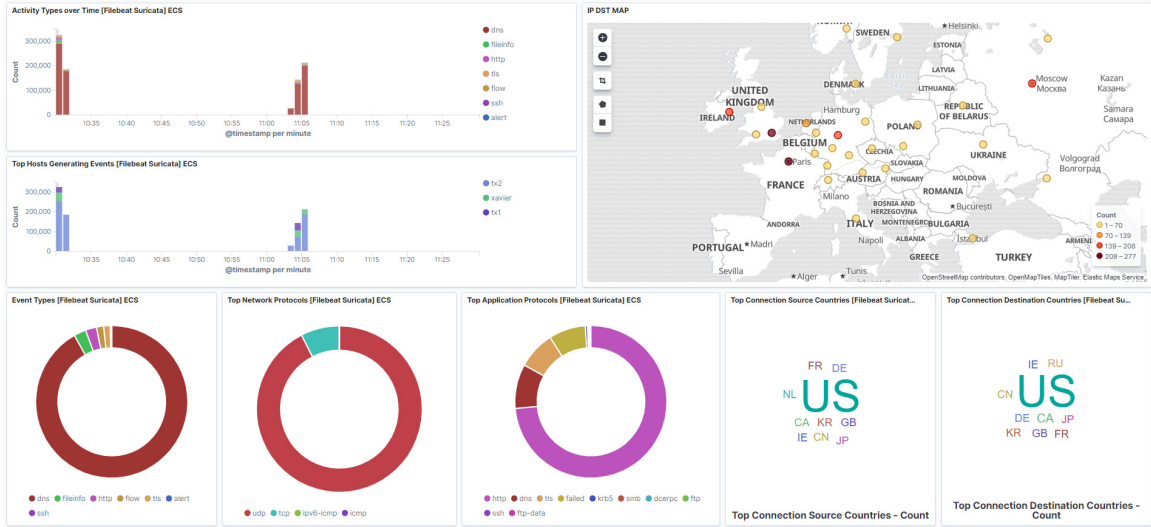 Activity Types over Time [Filebeat Suricata] ECS
300,000
200,000
100,000
0
Count
10:35 10:40 10:45 10:50 10:55 11:00 11:05 11:10 11:15 11:20 11:25
@timestamp per minute
dns
fileinfo
http
tls
flow
ssh
alert
Top Hosts Generating Events [Filebeat Suricata] ECS
300,000
200,000
100,000
0
Count
10:35 10:40 10:45 10:50 10:55 11:00 11:05 11:10 11:15 11:20 11:25
@timestamp per minute
tx2
xavier
tx1
IP DST MAP
SWEDEN
Helsinki
ESTONIA
LATVIA
LITHUANIA
Moscow
Москва
Kazan
Казань
Samara
Самара
DENMARK
UNITED
KINGDOM
IRELAND
Hamburg
NETHERLANDS
REPUBLIC
OF BELARUS
POLAND
BELGIUM
CZECHIA
Paris
SLOVAKIA
UKRAINE
Volgograd
Волгоград
FRANCE
AUSTRIA
HUNGARY
MOLDOVA
Milano
ROMANIA
BOSNIA AND
HERZEGOVINA
București
ANDORRA
ITALY
MONTENEGRO
BULGARIA
PORTUGAL
Madrid
Napoli
ALBANIA
İstanbul
ARMENI
Sevilla
GREECE
TURKEY
Alger
Tunis
Count
1 – 70
70 – 139
139 – 208
208 – 277
OpenStreetMap contributors, OpenMapTiles, MapTiler, Elastic Maps Service
Event Types [Filebeat Suricata] ECS
dns fileinfo http flow tls alert
ssh
Top Network Protocols [Filebeat Suricata] ECS
udp tcp ipv6-icmp icmp
Top Application Protocols [Filebeat Suricata] ECS
http dns tls failed krb5 smb dcerpc ftp
ssh ftp-data
Top Connection Source Countries [Filebeat Suricat...
FR DE
NL US
CA KR GB
IE CN JP
Top Connection Source Countries - Count
Top Connection Destination Countries [Filebeat Su...
IE RU
CN US
DE CA JP
KR GB FR
Top Connection Destination Countries -
Count